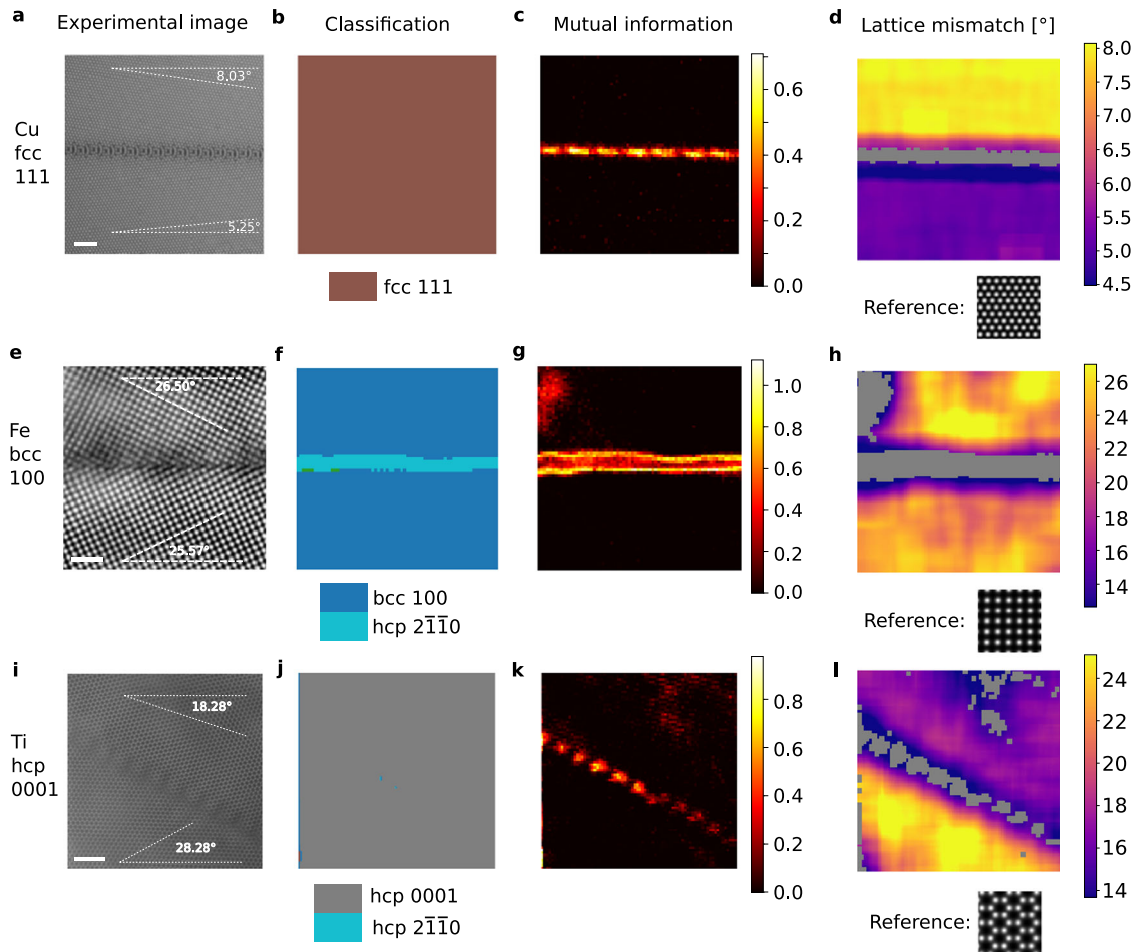 a Experimental image b Classification c Mutual information d Lattice mismatch [°]
8.03°
Cu
fcc
111
5.25°
0.6
0.4
0.2
0.0
8.0
7.5
7.0
6.5
6.0
5.5
5.0
4.5
fcc 111
Reference:
e f g h
26.50°
Fe
bcc
100
25.57°
1.0
0.8
0.6
0.4
0.2
0.0
26
24
22
20
18
16
14
bcc 100
hcp 2̅1̅1̅0
Reference:
i j k l
18.28°
Ti
hcp
0001
28.28°
0.8
0.6
0.4
0.2
0.0
24
22
20
18
16
14
hcp 0001
hcp 21̅1̅0
Reference: